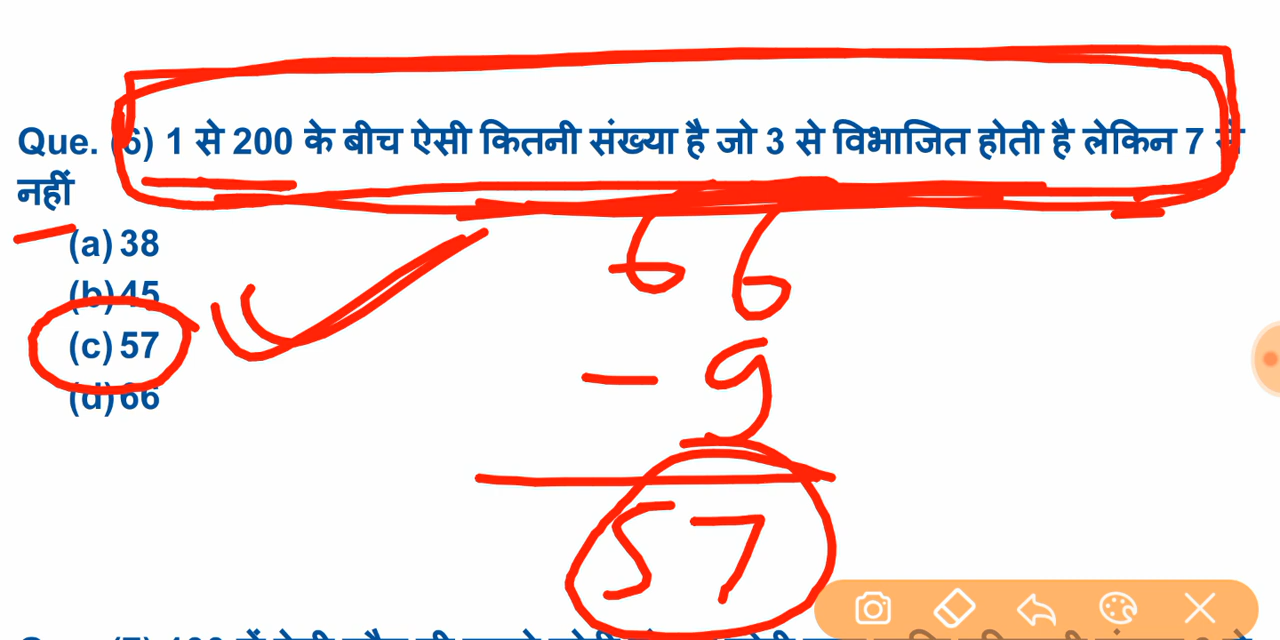 Que. (6) 1 से 200 के बीच ऐसी कितनी संख्या है जो 3 से विभाजित होती है लेकिन 7 से
नहीं
(a) 38
(b) 45
(c) 57
(d) 66
66
- 9
57